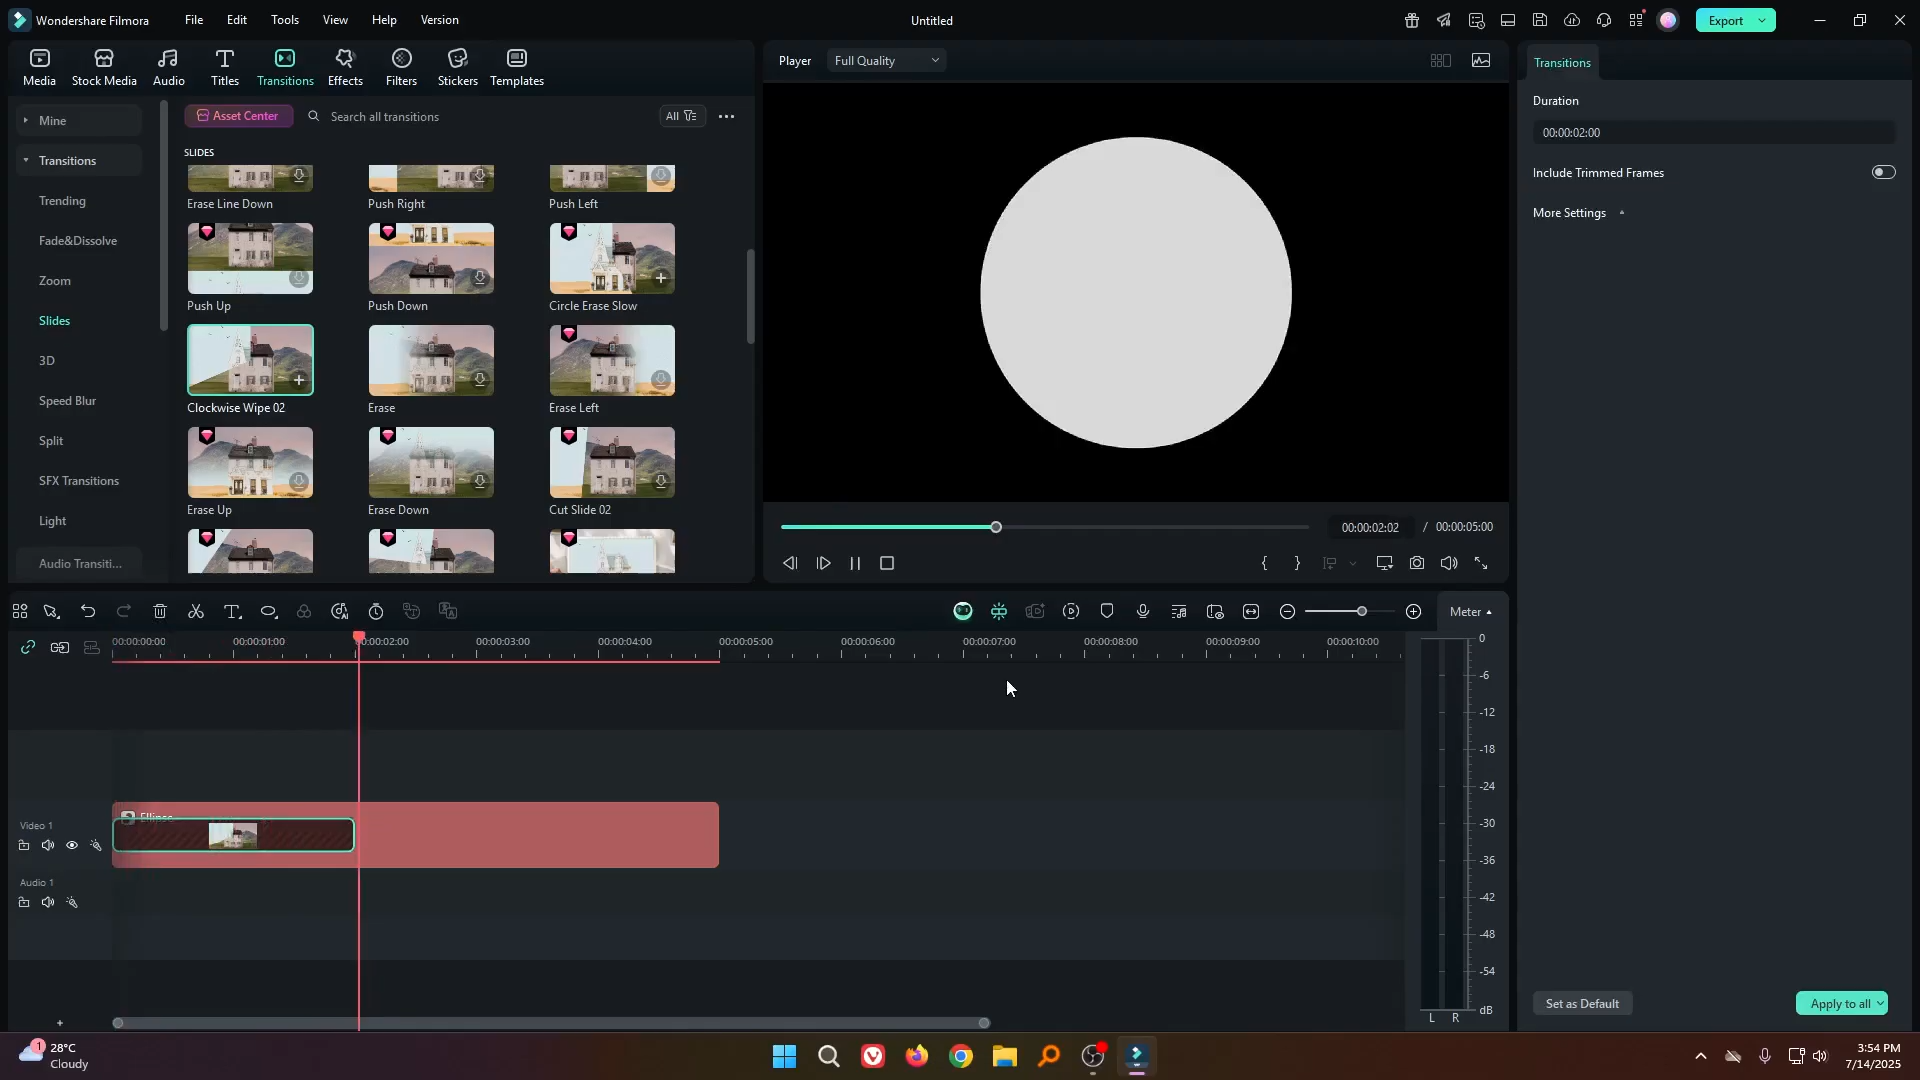 Wondershare Filmora File Edit Tools View Help Version
Untitled
Export
Media Stock Media Audio Titles Transitions Effects Filters Stickers Templates
Mine
Transitions
Trending
Fade&Dissolve
Zoom
Slides
3D
Speed Blur
Split
SFX Transitions
Light
Audio Transiti...
Asset Center
Search all transitions
All
SLIDES
Erase Line Down Push Right Push Left
Push Up Push Down Circle Erase Slow
Clockwise Wipe 02 Erase Erase Left
Erase Up Erase Down Cut Slide 02
Player Full Quality
00:00:02:02 / 00:00:05:00
{ }
Transitions
Duration
00:00:02:00
Include Trimmed Frames
More Settings
Set as Default
Apply to all
Meter
00:00:00:00 00:00:01:00 00:00:02:00 00:00:03:00 00:00:04:00 00:00:05:00 00:00:06:00 00:00:07:00 00:00:08:00 00:00:09:00 00:00:10:00
Ellipse
Video 1
Audio 1
0
-6
-12
-18
-24
-30
-36
-42
-48
-54
dB
L R
1
28°C
Cloudy
3:54 PM
7/14/2025